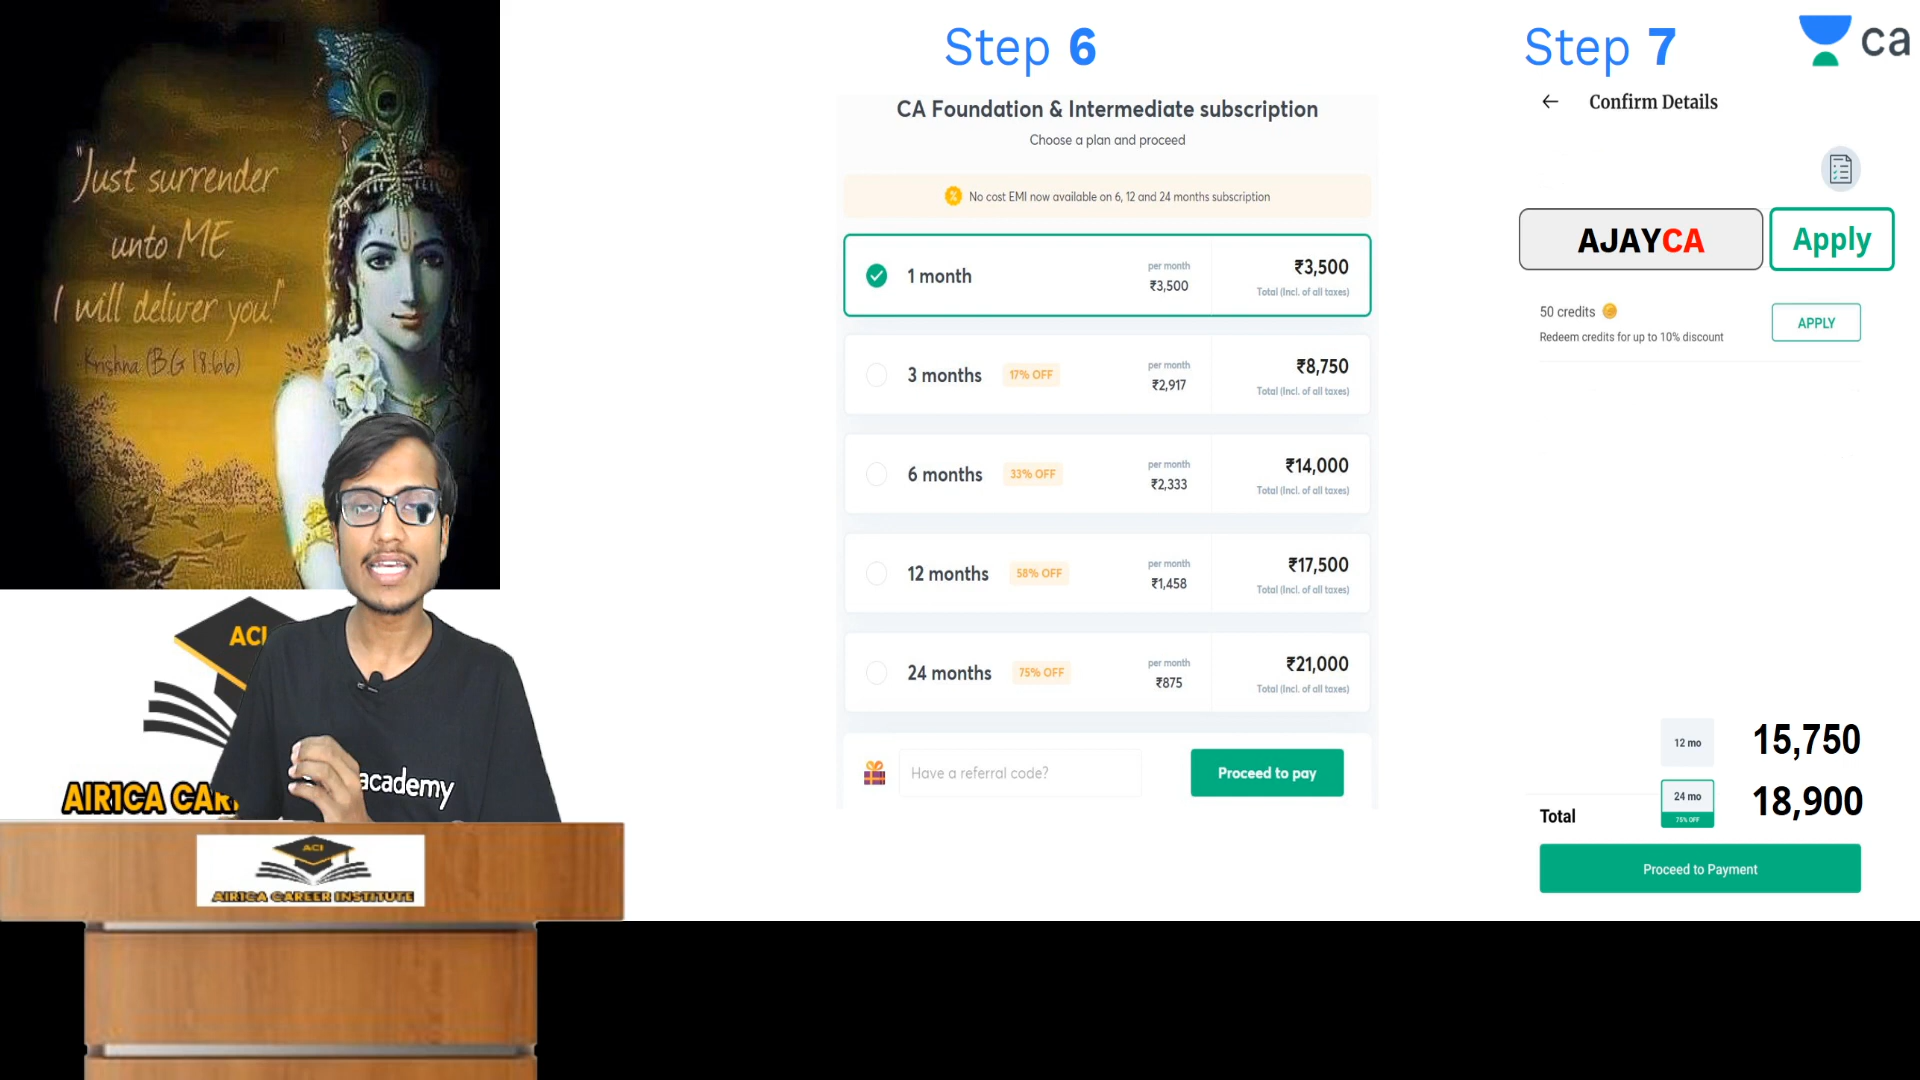 "Just surrender
unto ME
I will deliver you!"
Krishna (B.G 18:66)
ACI
AIR1CA CAR
academy
ACI
AIR1CA CAREER INSTITUTE
Step 6
CA Foundation & Intermediate subscription
Choose a plan and proceed
No cost EMI now available on 6, 12 and 24 months subscription
1 month
per month
₹3,500
₹3,500
Total (Incl. of all taxes)
3 months
17% OFF
per month
₹2,917
₹8,750
Total (Incl. of all taxes)
6 months
33% OFF
per month
₹2,333
₹14,000
Total (Incl. of all taxes)
12 months
58% OFF
per month
₹1,458
₹17,500
Total (Incl. of all taxes)
24 months
75% OFF
per month
₹875
₹21,000
Total (Incl. of all taxes)
Have a referral code?
Proceed to pay
Step 7
ca
Confirm Details
AJAYCA
Apply
50 credits
Redeem credits for up to 10% discount
APPLY
12 mo
15,750
24 mo
75% OFF
18,900
Total
Proceed to Payment